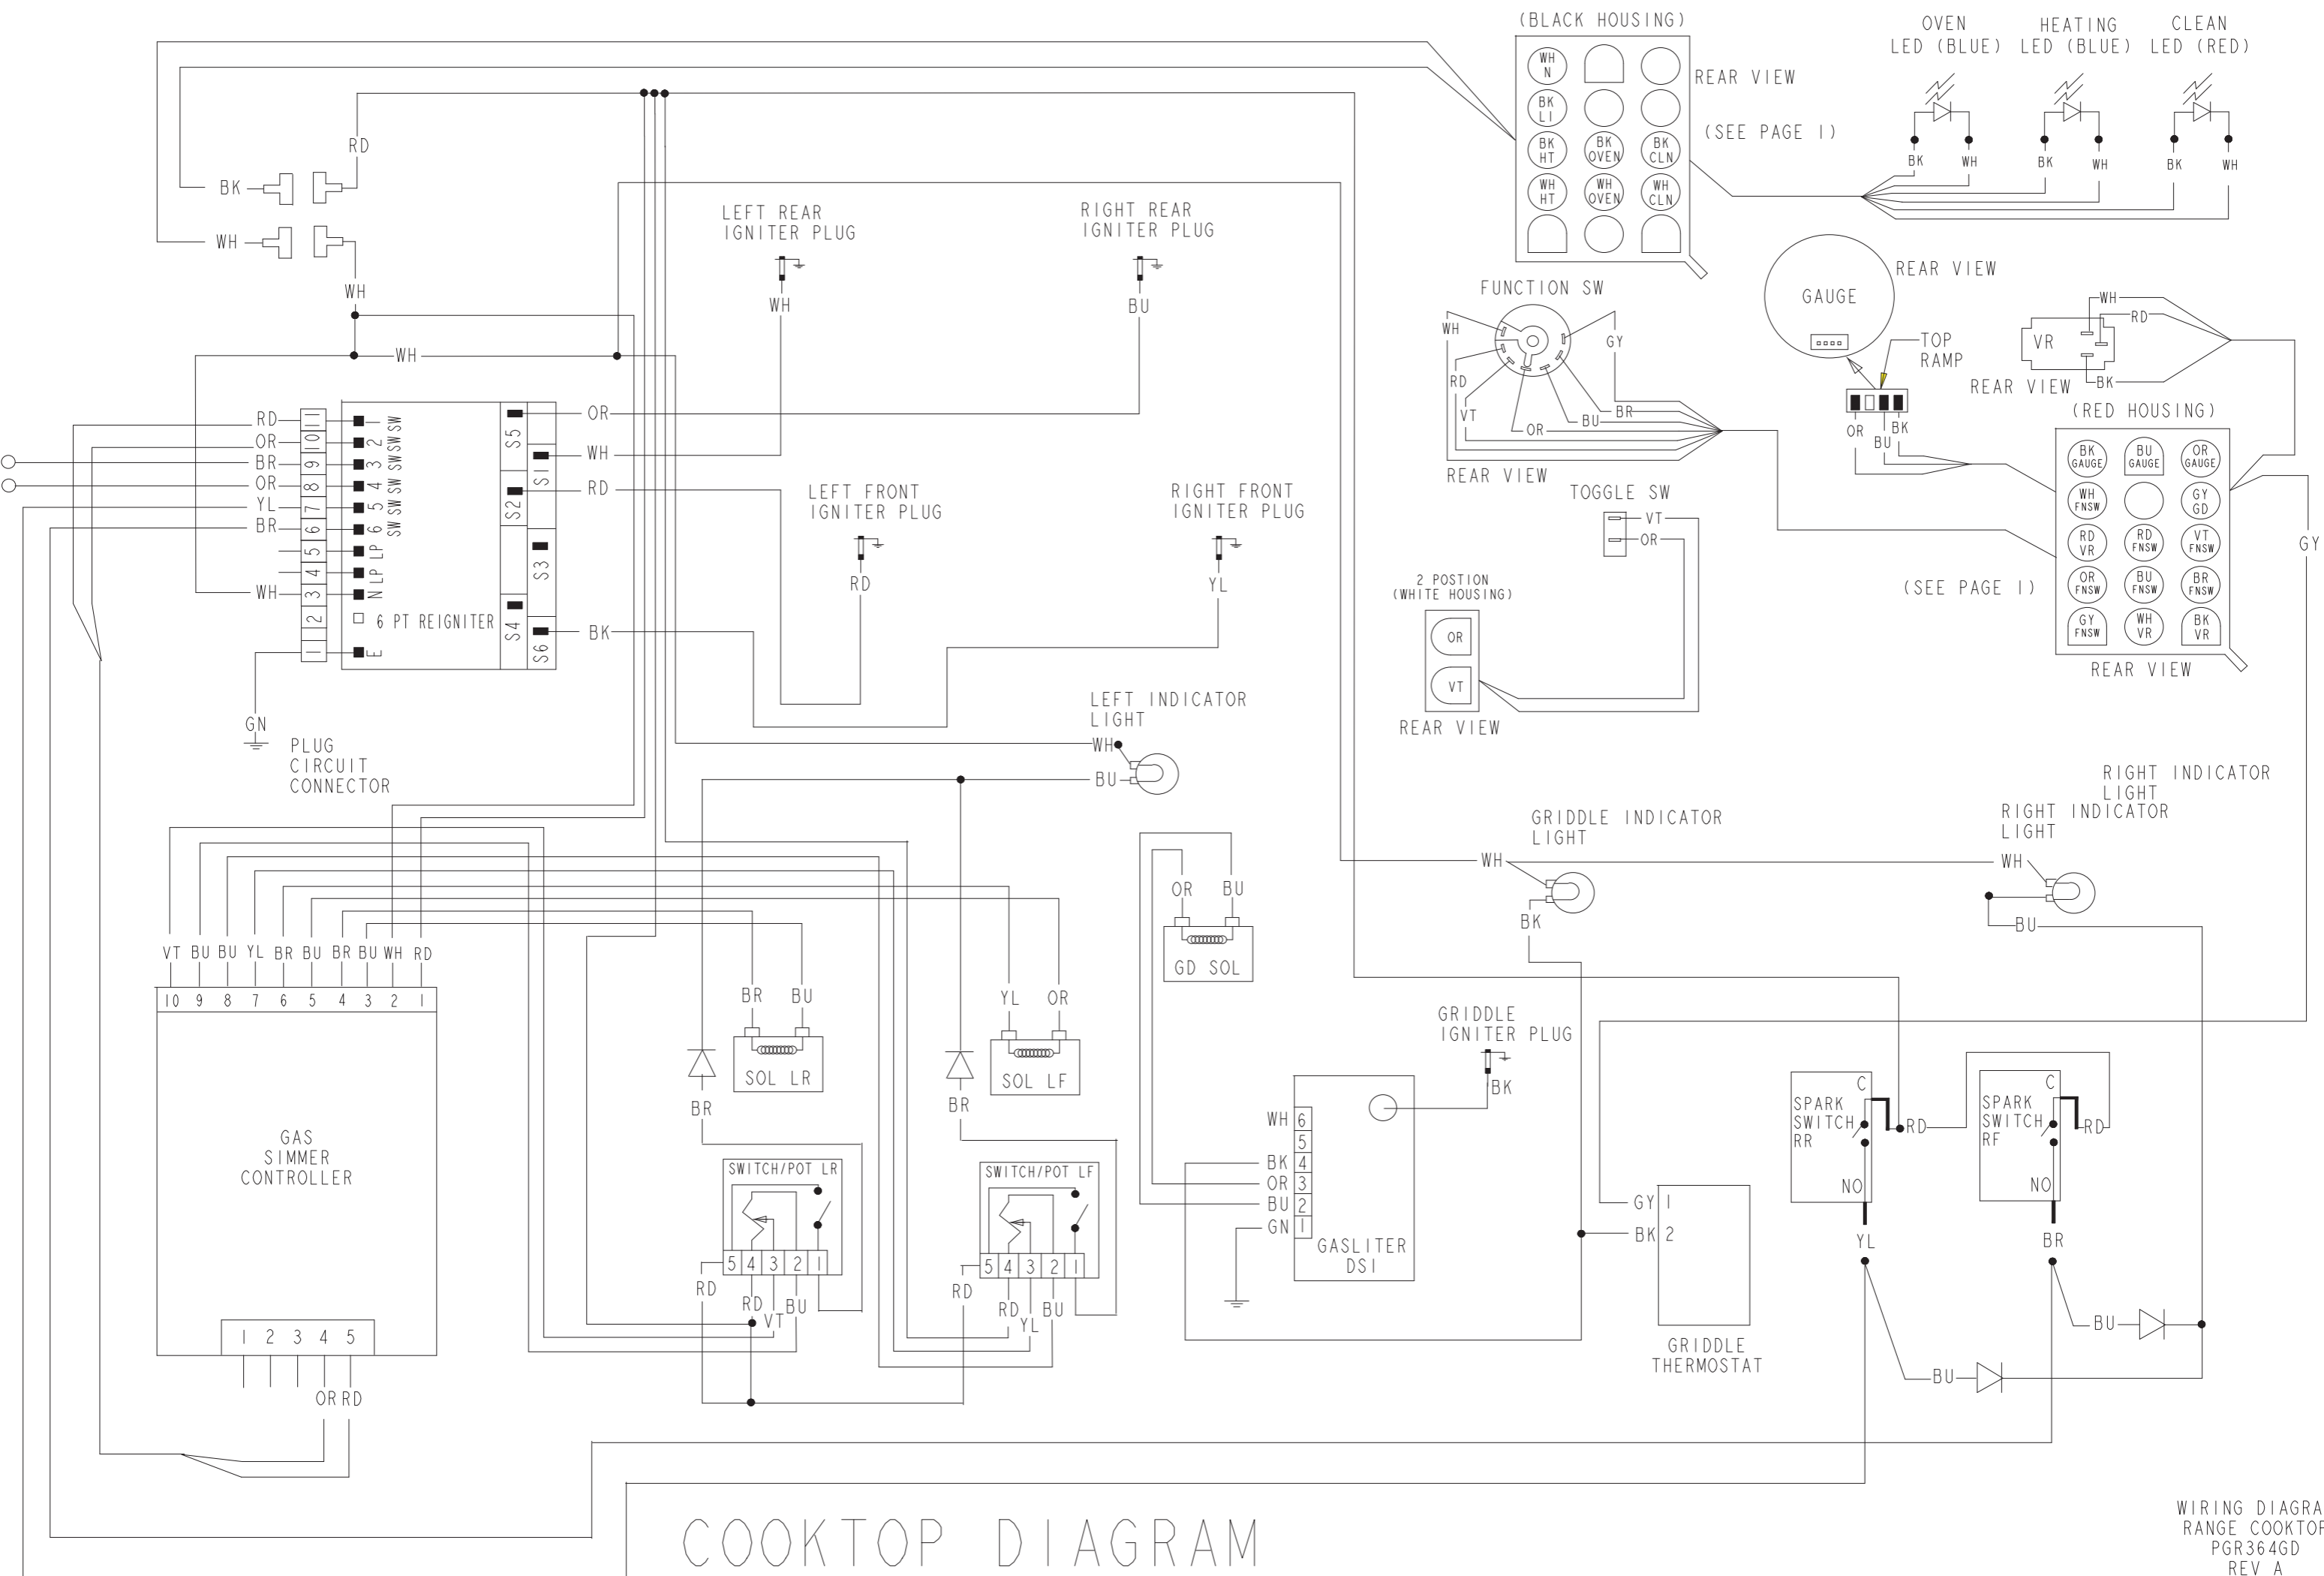 (BLACK HOUSING)
WH
N
BK
LI
BK
HT
BK
OVEN
BK
CLN
WH
HT
WH
OVEN
WH
CLN
REAR VIEW
(SEE PAGE 1)
OVEN
LED (BLUE)
HEATING
LED (BLUE)
CLEAN
LED (RED)
BK
WH
BK
WH
BK
WH
RD
BK
WH
WH
WH
LEFT REAR
IGNITER PLUG
WH
RIGHT REAR
IGNITER PLUG
BU
FUNCTION SW
WH
GY
RD
VT
OR
BU
BR
REAR VIEW
GAUGE
REAR VIEW
TOP
RAMP
OR
BU
BK
VR
WH
RD
BK
REAR VIEW
(RED HOUSING)
BK
GAUGE
BU
GAUGE
OR
GAUGE
WH
FNSW
GY
GD
RD
VR
RD
FNSW
VT
FNSW
OR
FNSW
BU
FNSW
BR
FNSW
GY
FNSW
WH
VR
BK
VR
REAR VIEW
(SEE PAGE 1)
GY
RD 11 1 SW
OR 10 2 SW
BR 9 3 SW
OR 8 4 SW
YL 7 5 SW
BR 6 6 SW
5 LP
4 LP
WH 3 N
2
1 E
6 PT REIGNITER
S5
S1
S2
S3
S4
S6
OR
WH
RD
BK
GN
PLUG
CIRCUIT
CONNECTOR
LEFT FRONT
IGNITER PLUG
RD
RIGHT FRONT
IGNITER PLUG
YL
TOGGLE SW
VT
OR
2 POSTION
(WHITE HOUSING)
OR
VT
REAR VIEW
LEFT INDICATOR
LIGHT
WH
BU
GRIDDLE INDICATOR
LIGHT
WH
BK
RIGHT INDICATOR
LIGHT
RIGHT INDICATOR
LIGHT
WH
BU
VT BU BU YL BR BU BR BU WH RD
10 9 8 7 6 5 4 3 2 1
GAS
SIMMER
CONTROLLER
1 2 3 4 5
OR RD
BR BU
SOL LR
YL OR
SOL LF
BR
BR
SWITCH/POT LR
5 4 3 2 1
RD
RD
VT
BU
SWITCH/POT LF
5 4 3 2 1
RD
RD
YL
BU
OR BU
GD SOL
GRIDDLE
IGNITER PLUG
BK
WH 6
5
BK 4
OR 3
BU 2
GN 1
GASLITER
DSI
GY 1
BK 2
GRIDDLE
THERMOSTAT
C
SPARK
SWITCH
RR
NO
RD
YL
C
SPARK
SWITCH
RF
NO
RD
BR
BU
BU
COOKTOP DIAGRAM
WIRING DIAGRA
RANGE COOKTOP
PGR364GD
REV A